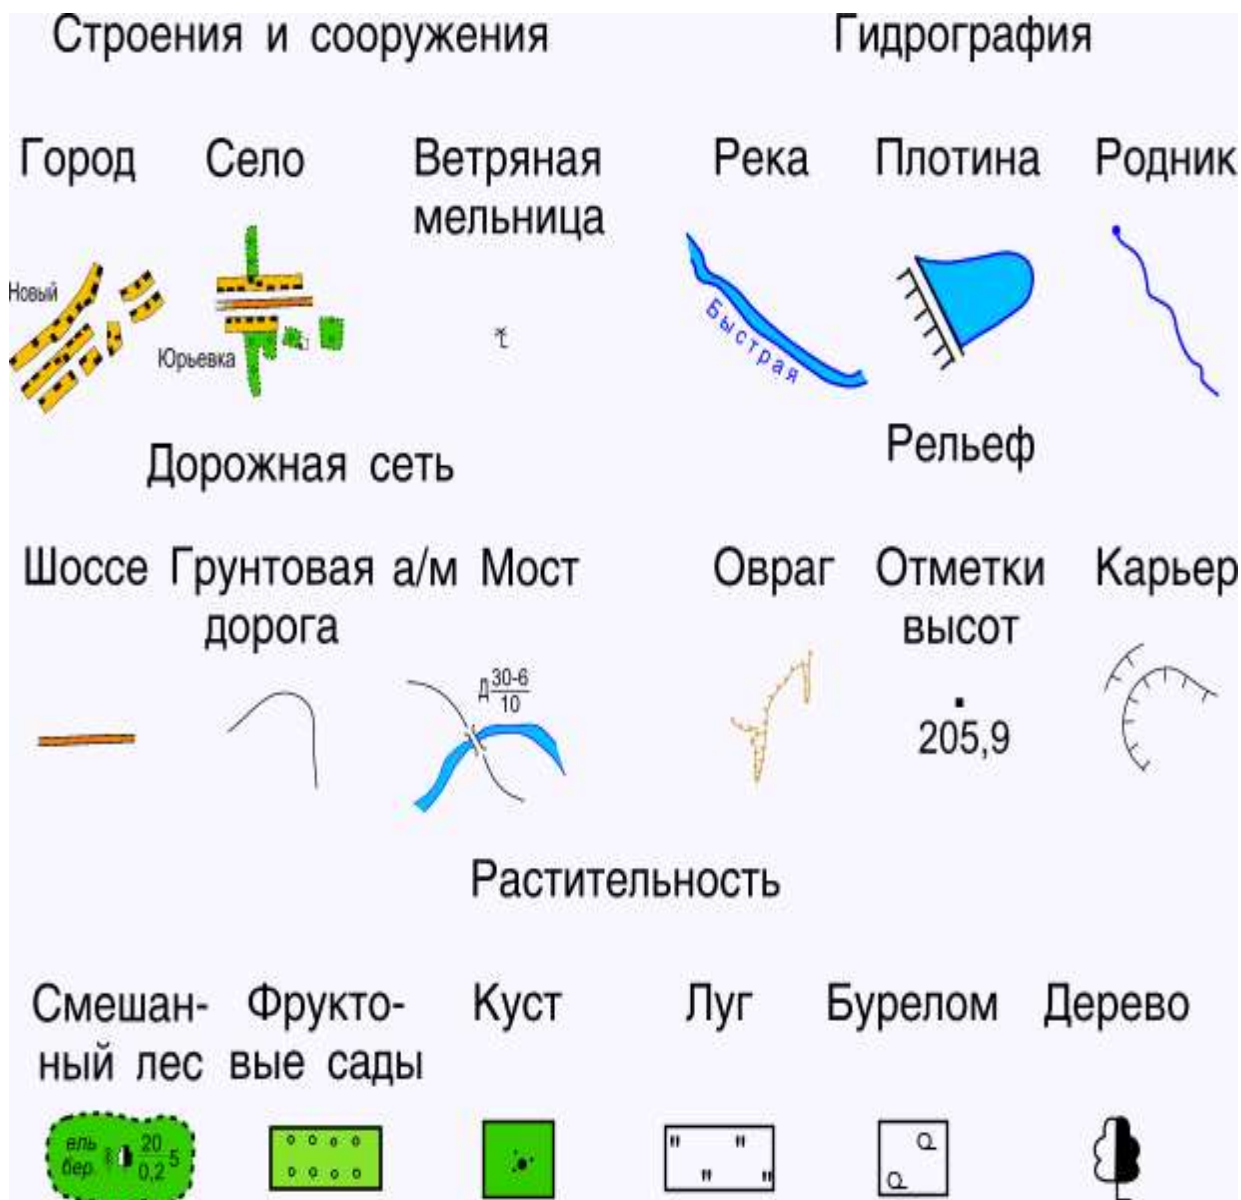 Строения и сооружения
Гидрография
Город
Село
Ветряная
мельница
Река
Плотина
Родник
Новый
Юрьевка
Быстрая
Дорожная сеть
Рельеф
Шоссе
Грунтовая а/м
дорога
Мост
Овраг
Отметки
высот
Карьер
Д 30-6
10
205,9
Растительность
Смешан-
ный лес
Фрукто-
вые сады
Куст
Луг
Бурелом
Дерево
ель 20
бер. 0,2 5